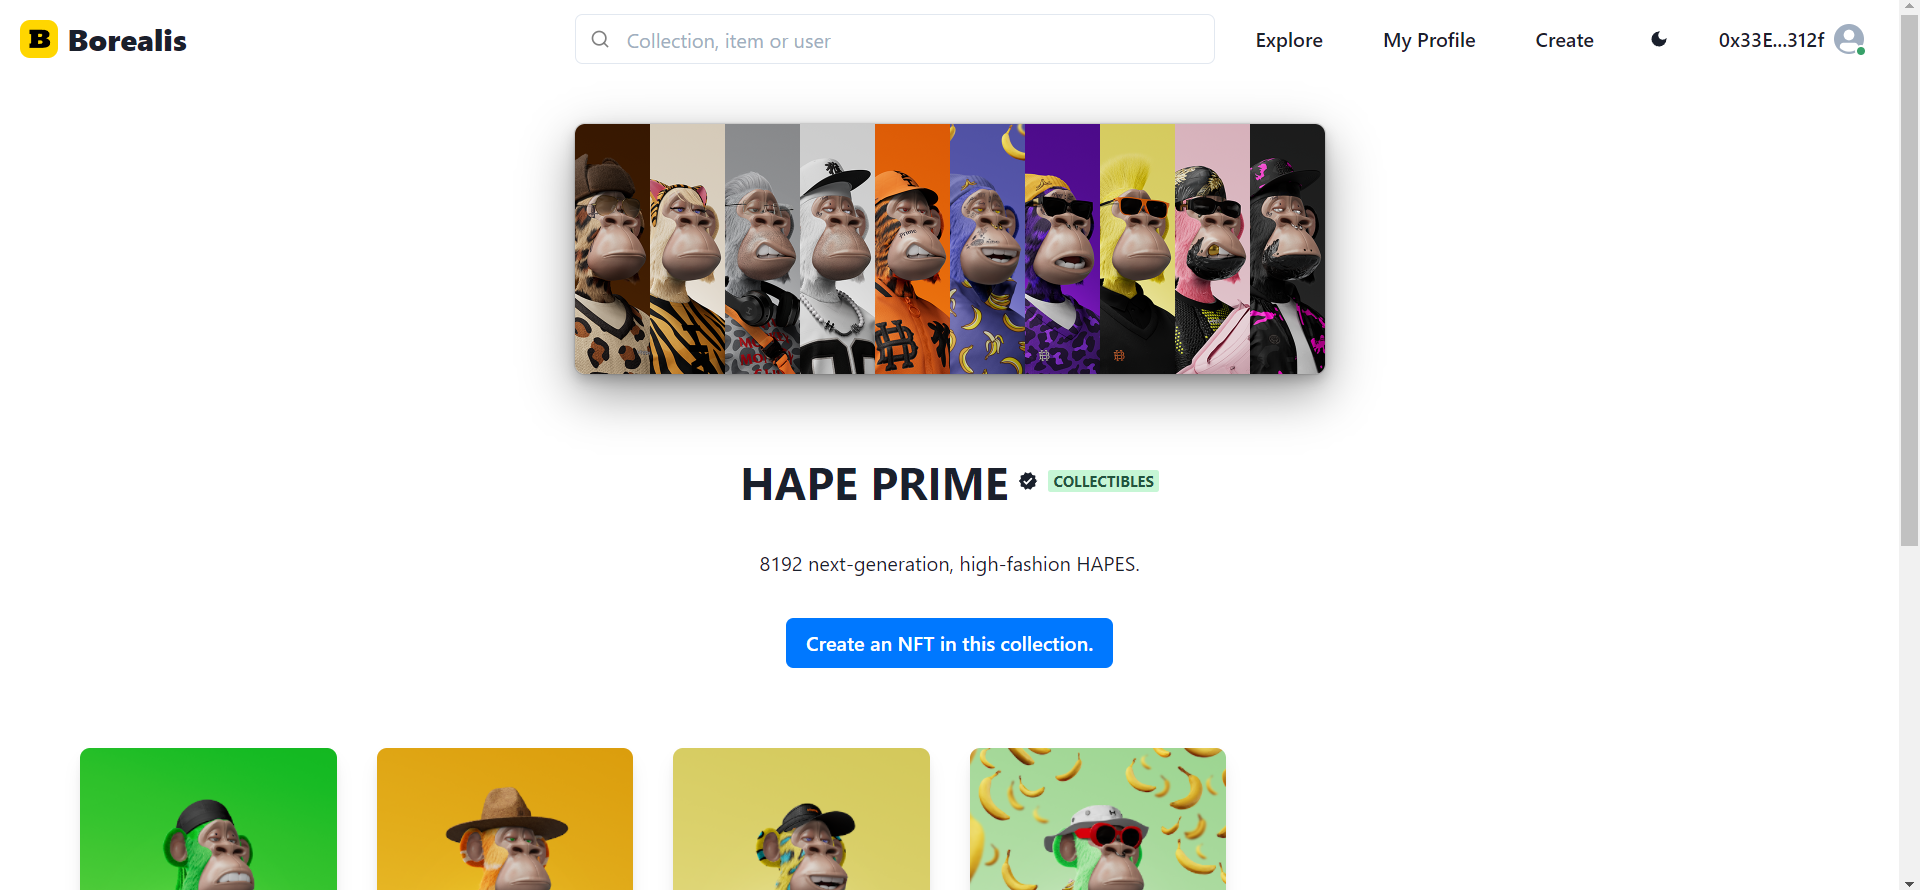 B Borealis
Collection, item or user
Explore
My Profile
Create
0x33E...312f
HAPE PRIME
COLLECTIBLES
8192 next-generation, high-fashion HAPES.
Create an NFT in this collection.